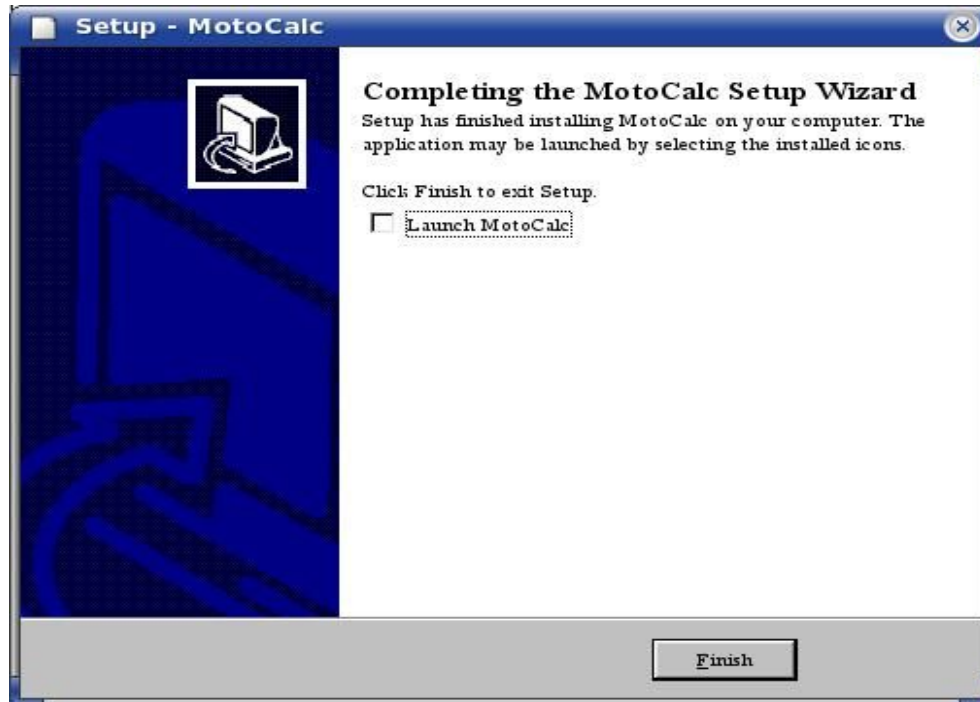 Setup - MotoCalc
Completing the MotoCalc Setup Wizard
Setup has finished installing MotoCalc on your computer. The
application may be launched by selecting the installed icons.
Click Finish to exit Setup.
Launch MotoCalc
Finish